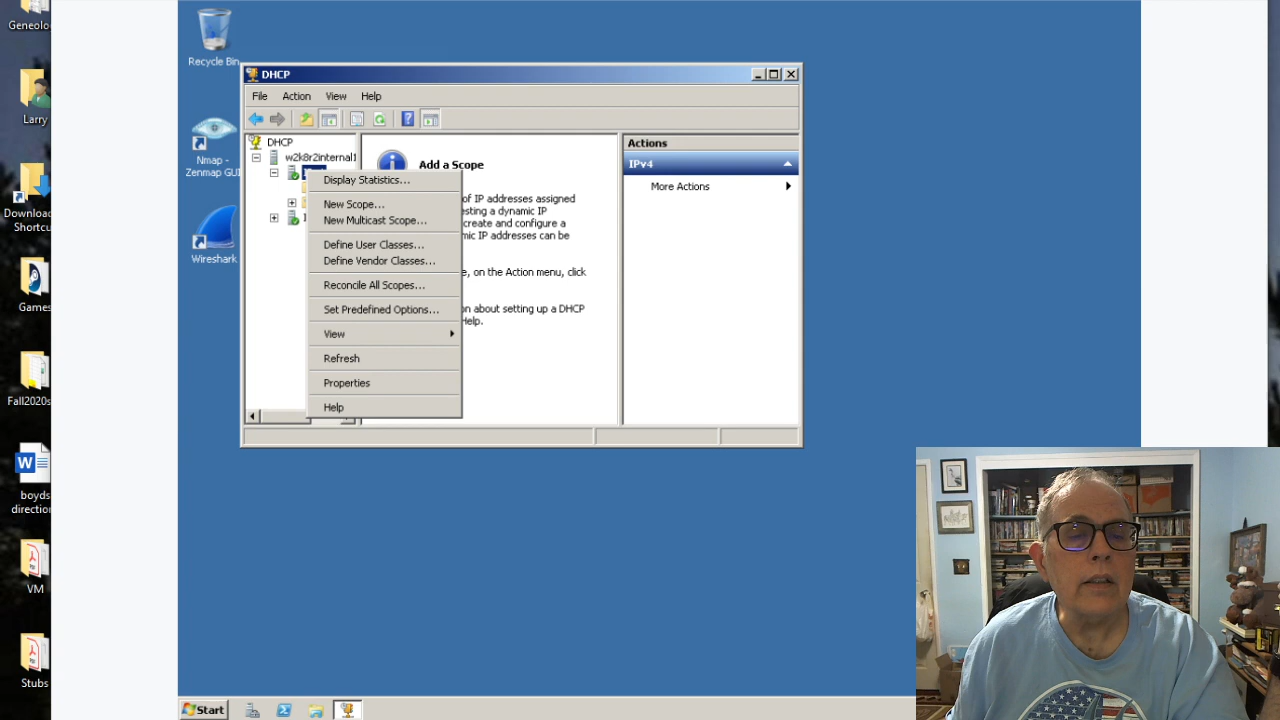 Geneolo
Larry
Downloa
Shortcu
Games
Fall2020s
W
boyds
direction
VM
Stubs
Recycle Bin
Nmap -
Zenmap GUI
Wireshark
DHCP
File Action View Help
DHCP
w2k8r2internal1
Display Statistics...
New Scope...
New Multicast Scope...
Define User Classes...
Define Vendor Classes...
Reconcile All Scopes...
Set Predefined Options...
View
Refresh
Properties
Help
Add a Scope
of IP addresses assigned
esting a dynamic IP
create and configure a
mic IP addresses can be
e, on the Action menu, click
on about setting up a DHCP
Help.
Actions
IPv4
More Actions
Start